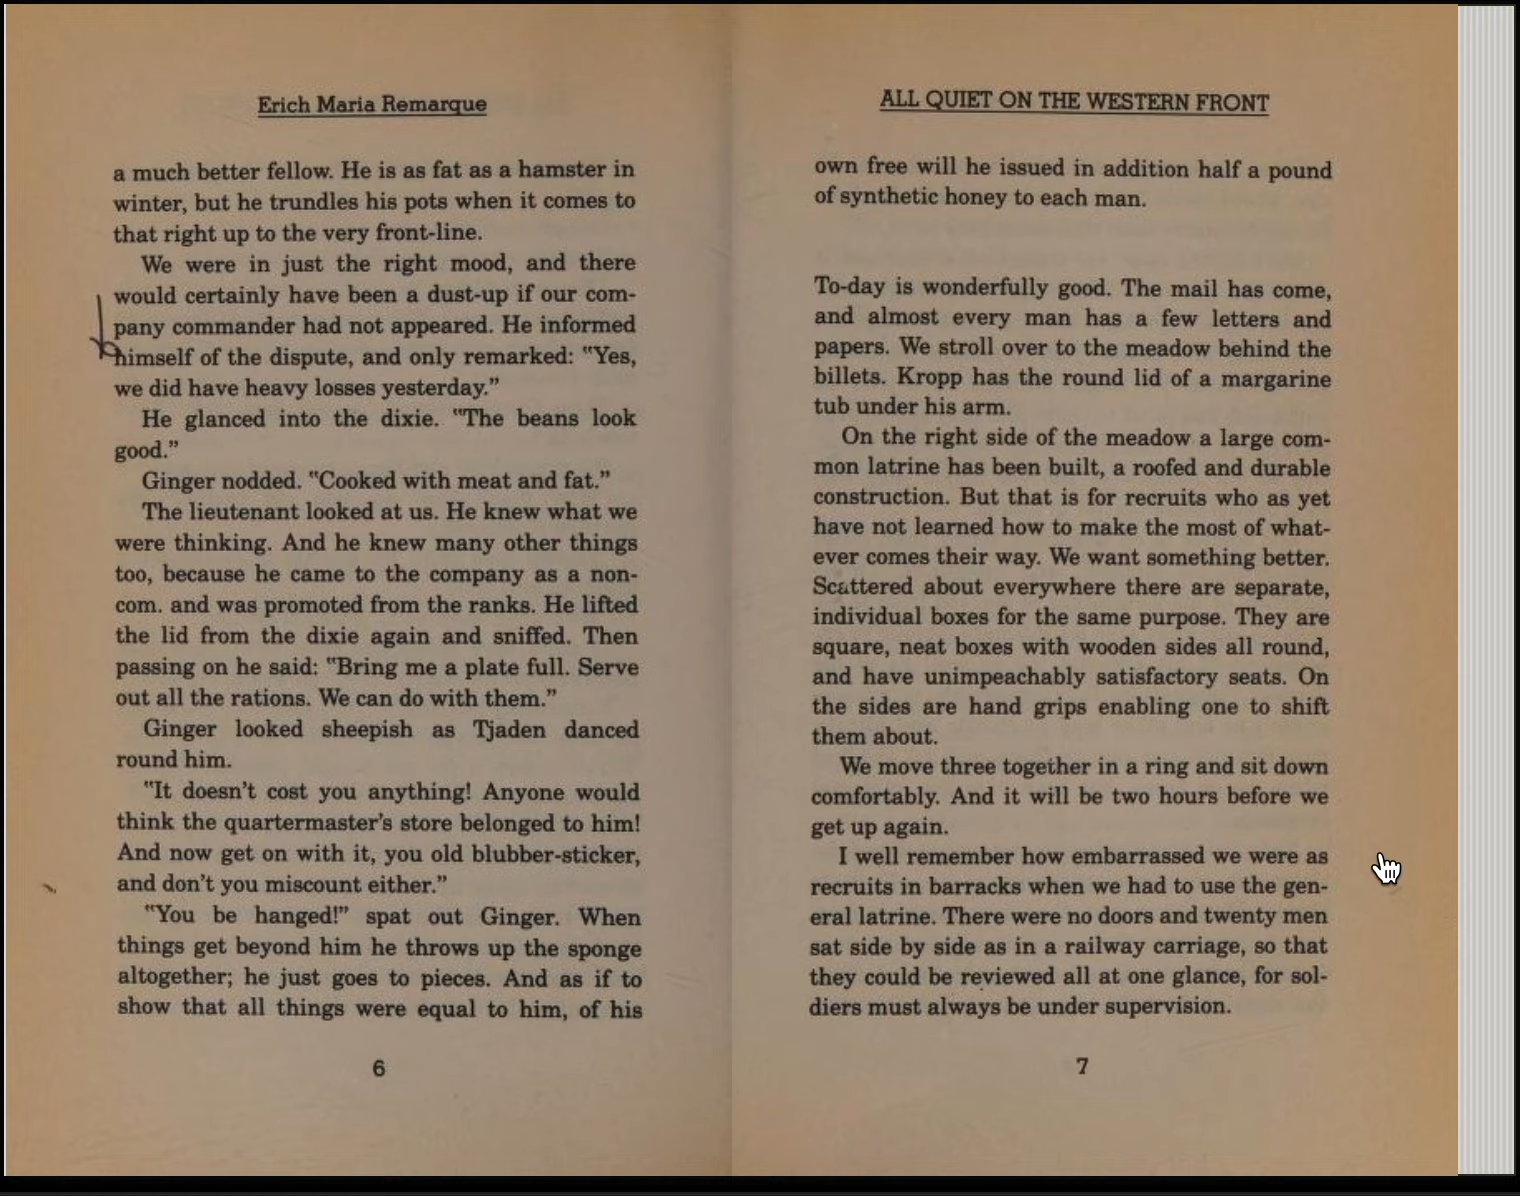 Erich Maria Remarque
a much better fellow. He is as fat as a hamster in
winter, but he trundles his pots when it comes to
that right up to the very front-line.
We were in just the right mood, and there
would certainly have been a dust-up if our com-
pany commander had not appeared. He informed
himself of the dispute, and only remarked: "Yes,
we did have heavy losses yesterday."
He glanced into the dixie. "The beans look
good."
Ginger nodded. "Cooked with meat and fat."
The lieutenant looked at us. He knew what we
were thinking. And he knew many other things
too, because he came to the company as a non-
com. and was promoted from the ranks. He lifted
the lid from the dixie again and sniffed. Then
passing on he said: "Bring me a plate full. Serve
out all the rations. We can do with them."
Ginger looked sheepish as Tjaden danced
round him.
"It doesn't cost you anything! Anyone would
think the quartermaster's store belonged to him!
And now get on with it, you old blubber-sticker,
and don't you miscount either."
"You be hanged!" spat out Ginger. When
things get beyond him he throws up the sponge
altogether; he just goes to pieces. And as if to
show that all things were equal to him, of his
6
ALL QUIET ON THE WESTERN FRONT
own free will he issued in addition half a pound
of synthetic honey to each man.
To-day is wonderfully good. The mail has come,
and almost every man has a few letters and
papers. We stroll over to the meadow behind the
billets. Kropp has the round lid of a margarine
tub under his arm.
On the right side of the meadow a large com-
mon latrine has been built, a roofed and durable
construction. But that is for recruits who as yet
have not learned how to make the most of what-
ever comes their way. We want something better.
Scattered about everywhere there are separate,
individual boxes for the same purpose. They are
square, neat boxes with wooden sides all round,
and have unimpeachably satisfactory seats. On
the sides are hand grips enabling one to shift
them about.
We move three together in a ring and sit down
comfortably. And it will be two hours before we
get up again.
I well remember how embarrassed we were as
recruits in barracks when we had to use the gen-
eral latrine. There were no doors and twenty men
sat side by side as in a railway carriage, so that
they could be reviewed all at one glance, for sol-
diers must always be under supervision.
7